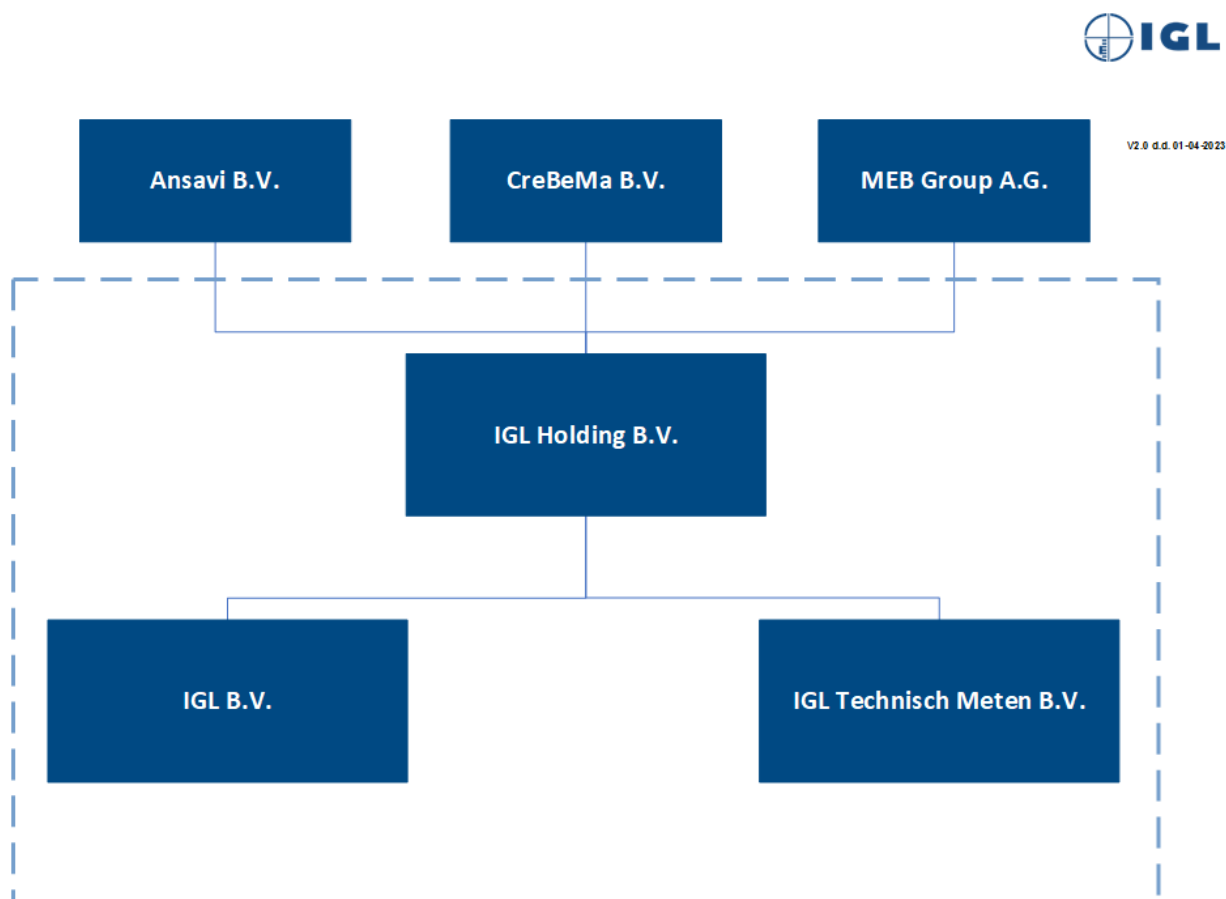 IGL
V2.0 d.d. 01-04-2023
Ansavi B.V.
CreBeMa B.V.
MEB Group A.G.
IGL Holding B.V.
IGL B.V.
IGL Technisch Meten B.V.